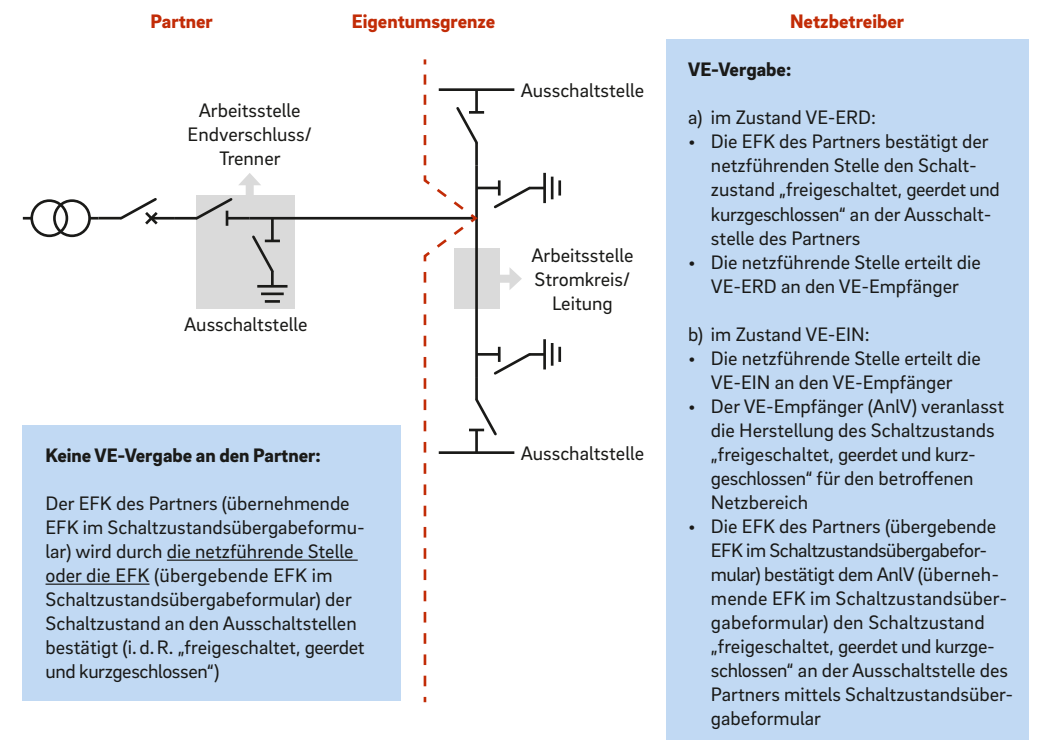 Partner
Eigentumsgrenze
Netzbetreiber
Ausschaltstelle
Arbeitsstelle
Endverschluss/
Trenner
Ausschaltstelle
Arbeitsstelle
Stromkreis/
Leitung
Ausschaltstelle
Keine VE-Vergabe an den Partner:
Der EFK des Partners (übernehmende
EFK im Schaltzustandsübergabeformu-
lar) wird durch die netzführende Stelle
oder die EFK (übergebende EFK im
Schaltzustandsübergabeformular) der
Schaltzustand an den Ausschaltstellen
bestätigt (i. d. R. „freigeschaltet, geerdet
und kurzgeschlossen“)
VE-Vergabe:
a) im Zustand VE-ERD:
• Die EFK des Partners bestätigt der
netzführenden Stelle den Schalt-
zustand „freigeschaltet, geerdet und
kurzgeschlossen“ an der Ausschalt-
stelle des Partners
• Die netzführende Stelle erteilt die
VE-ERD an den VE-Empfänger
b) im Zustand VE-EIN:
• Die netzführende Stelle erteilt die
VE-EIN an den VE-Empfänger
• Der VE-Empfänger (AnlV) veranlasst
die Herstellung des Schaltzustands
„freigeschaltet, geerdet und kurz-
geschlossen“ für den betroffenen
Netzbereich
• Die EFK des Partners (übergebende
EFK im Schaltzustandsübergabefor-
mular) bestätigt dem AnlV (überneh-
mende EFK im Schaltzustandsüber-
gabeformular) den Schaltzustand
„freigeschaltet, geerdet und kurzge-
schlossen“ an der Ausschaltstelle des
Partners mittels Schaltzustandsüber-
gabeformular